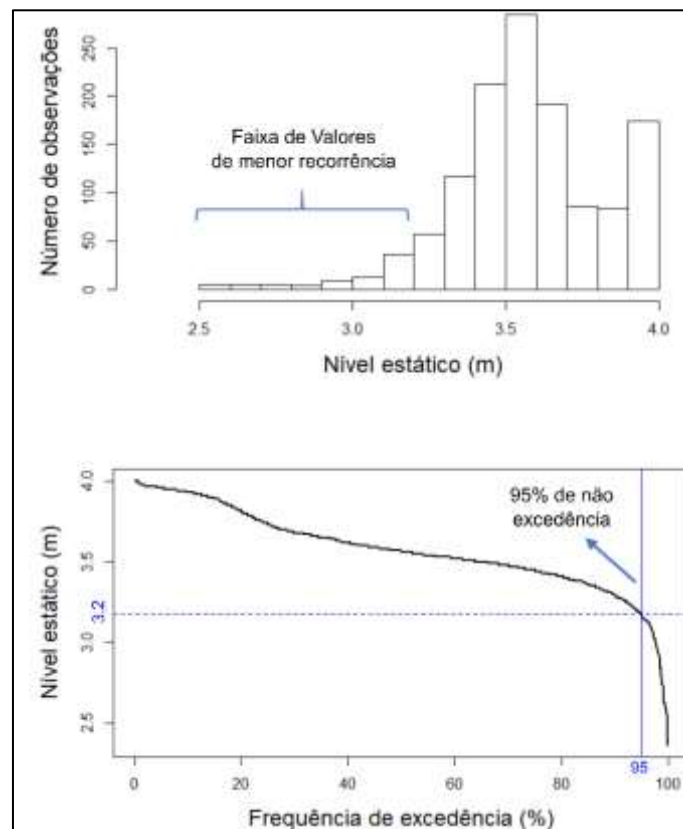 Número de observações
250
200
150
100
50
0
Faixa de Valores
de menor recorrência
2.5
3.0
3.5
4.0
Nível estático (m)
Nível estático (m)
4.0
3.5
3.2
3.0
2.5
95% de não
excedência
0
20
40
60
80
95
100
Frequência de excedência (%)